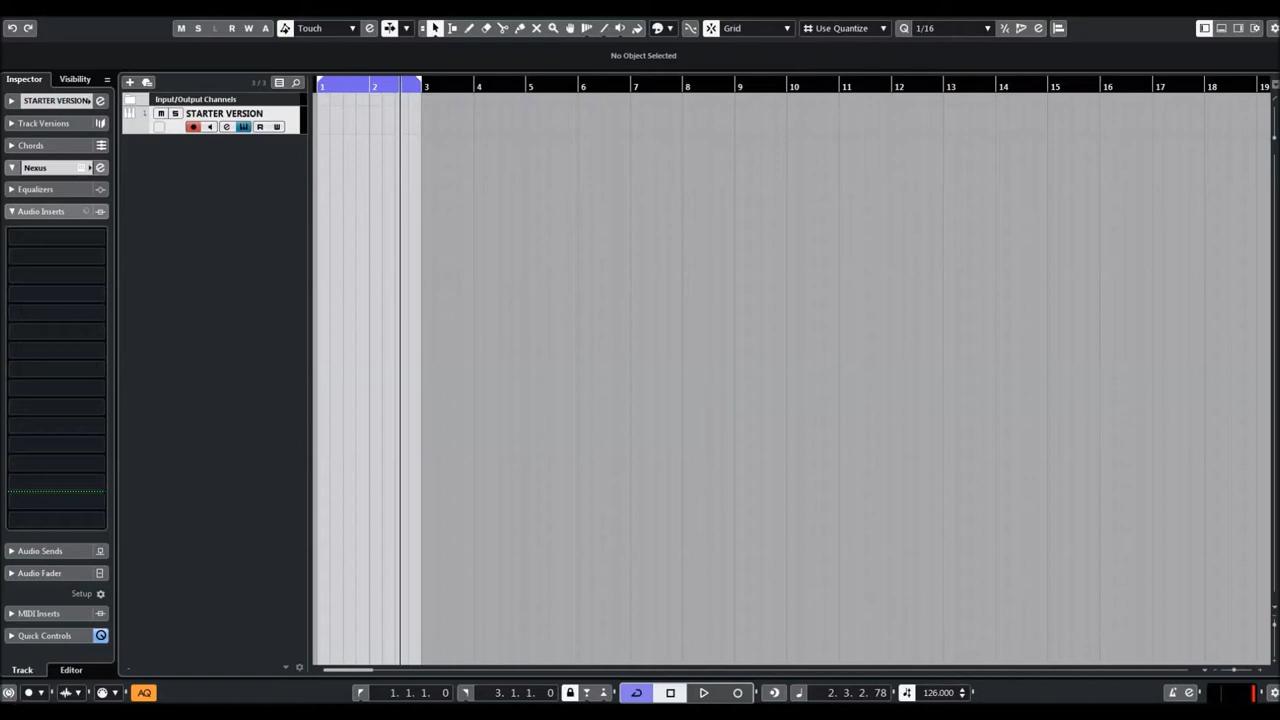 M S L R W A Touch Grid Use Quantize Q 1/16
No Object Selected
Inspector Visibility
3 / 3
1 2 3 4 5 6 7 8 9 10 11 12 13 14 15 16 17 18 19
STARTER VERSION
Input/Output Channels
1 M S STARTER VERSION
R W
Track Versions
Chords
Nexus
Equalizers
Audio Inserts
Audio Sends
Audio Fader
Setup
MIDI Inserts
Quick Controls
Track Editor
AQ 1. 1. 1. 0 3. 1. 1. 0 2. 3. 2. 78 126.000